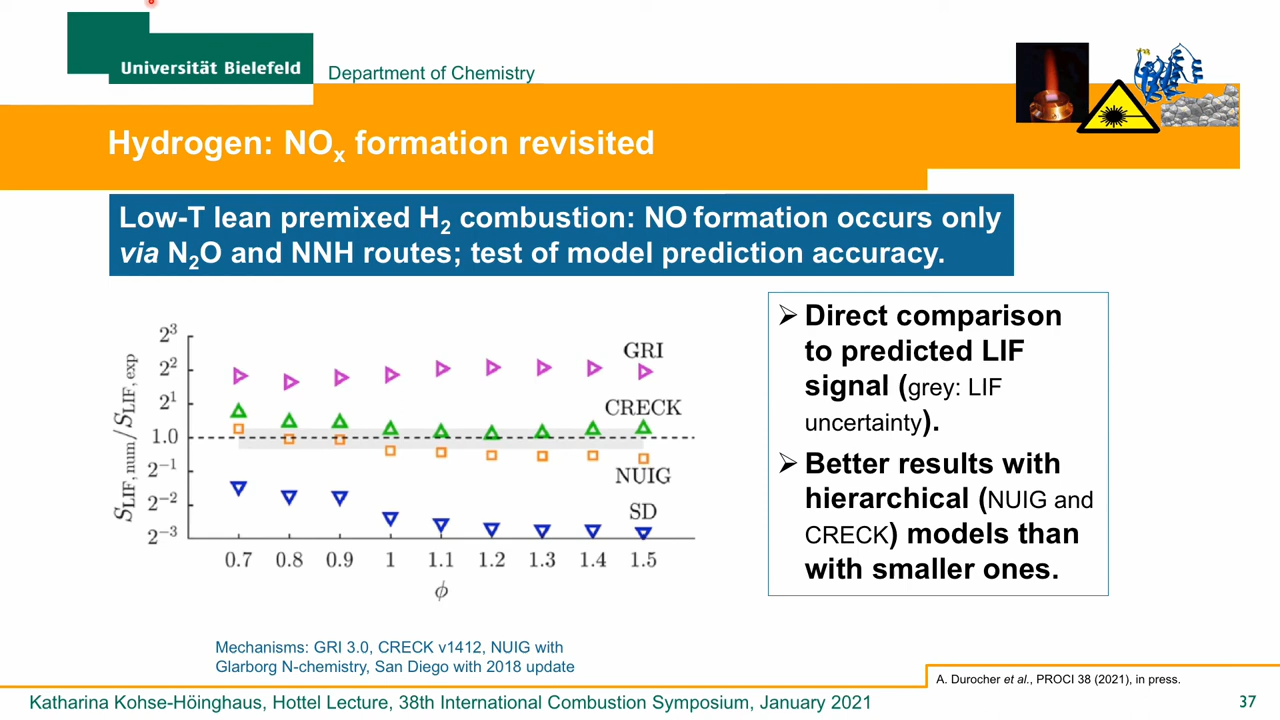 Universität Bielefeld
Department of Chemistry
Hydrogen: NOₓ formation revisited
Low-T lean premixed H₂ combustion: NO formation occurs only
via N₂O and NNH routes; test of model prediction accuracy.
S_LIF,num / S_LIF,exp
2³
2²
2¹
1.0
2⁻¹
2⁻²
2⁻³
GRI
CRECK
NUIG
SD
0.7 0.8 0.9 1 1.1 1.2 1.3 1.4 1.5
ϕ
➢ Direct comparison
to predicted LIF
signal (grey: LIF
uncertainty).
➢ Better results with
hierarchical (NUIG and
CRECK) models than
with smaller ones.
Mechanisms: GRI 3.0, CRECK v1412, NUIG with
Glarborg N-chemistry, San Diego with 2018 update
A. Durocher et al., PROCI 38 (2021), in press.
Katharina Kohse-Höinghaus, Hottel Lecture, 38th International Combustion Symposium, January 2021
37